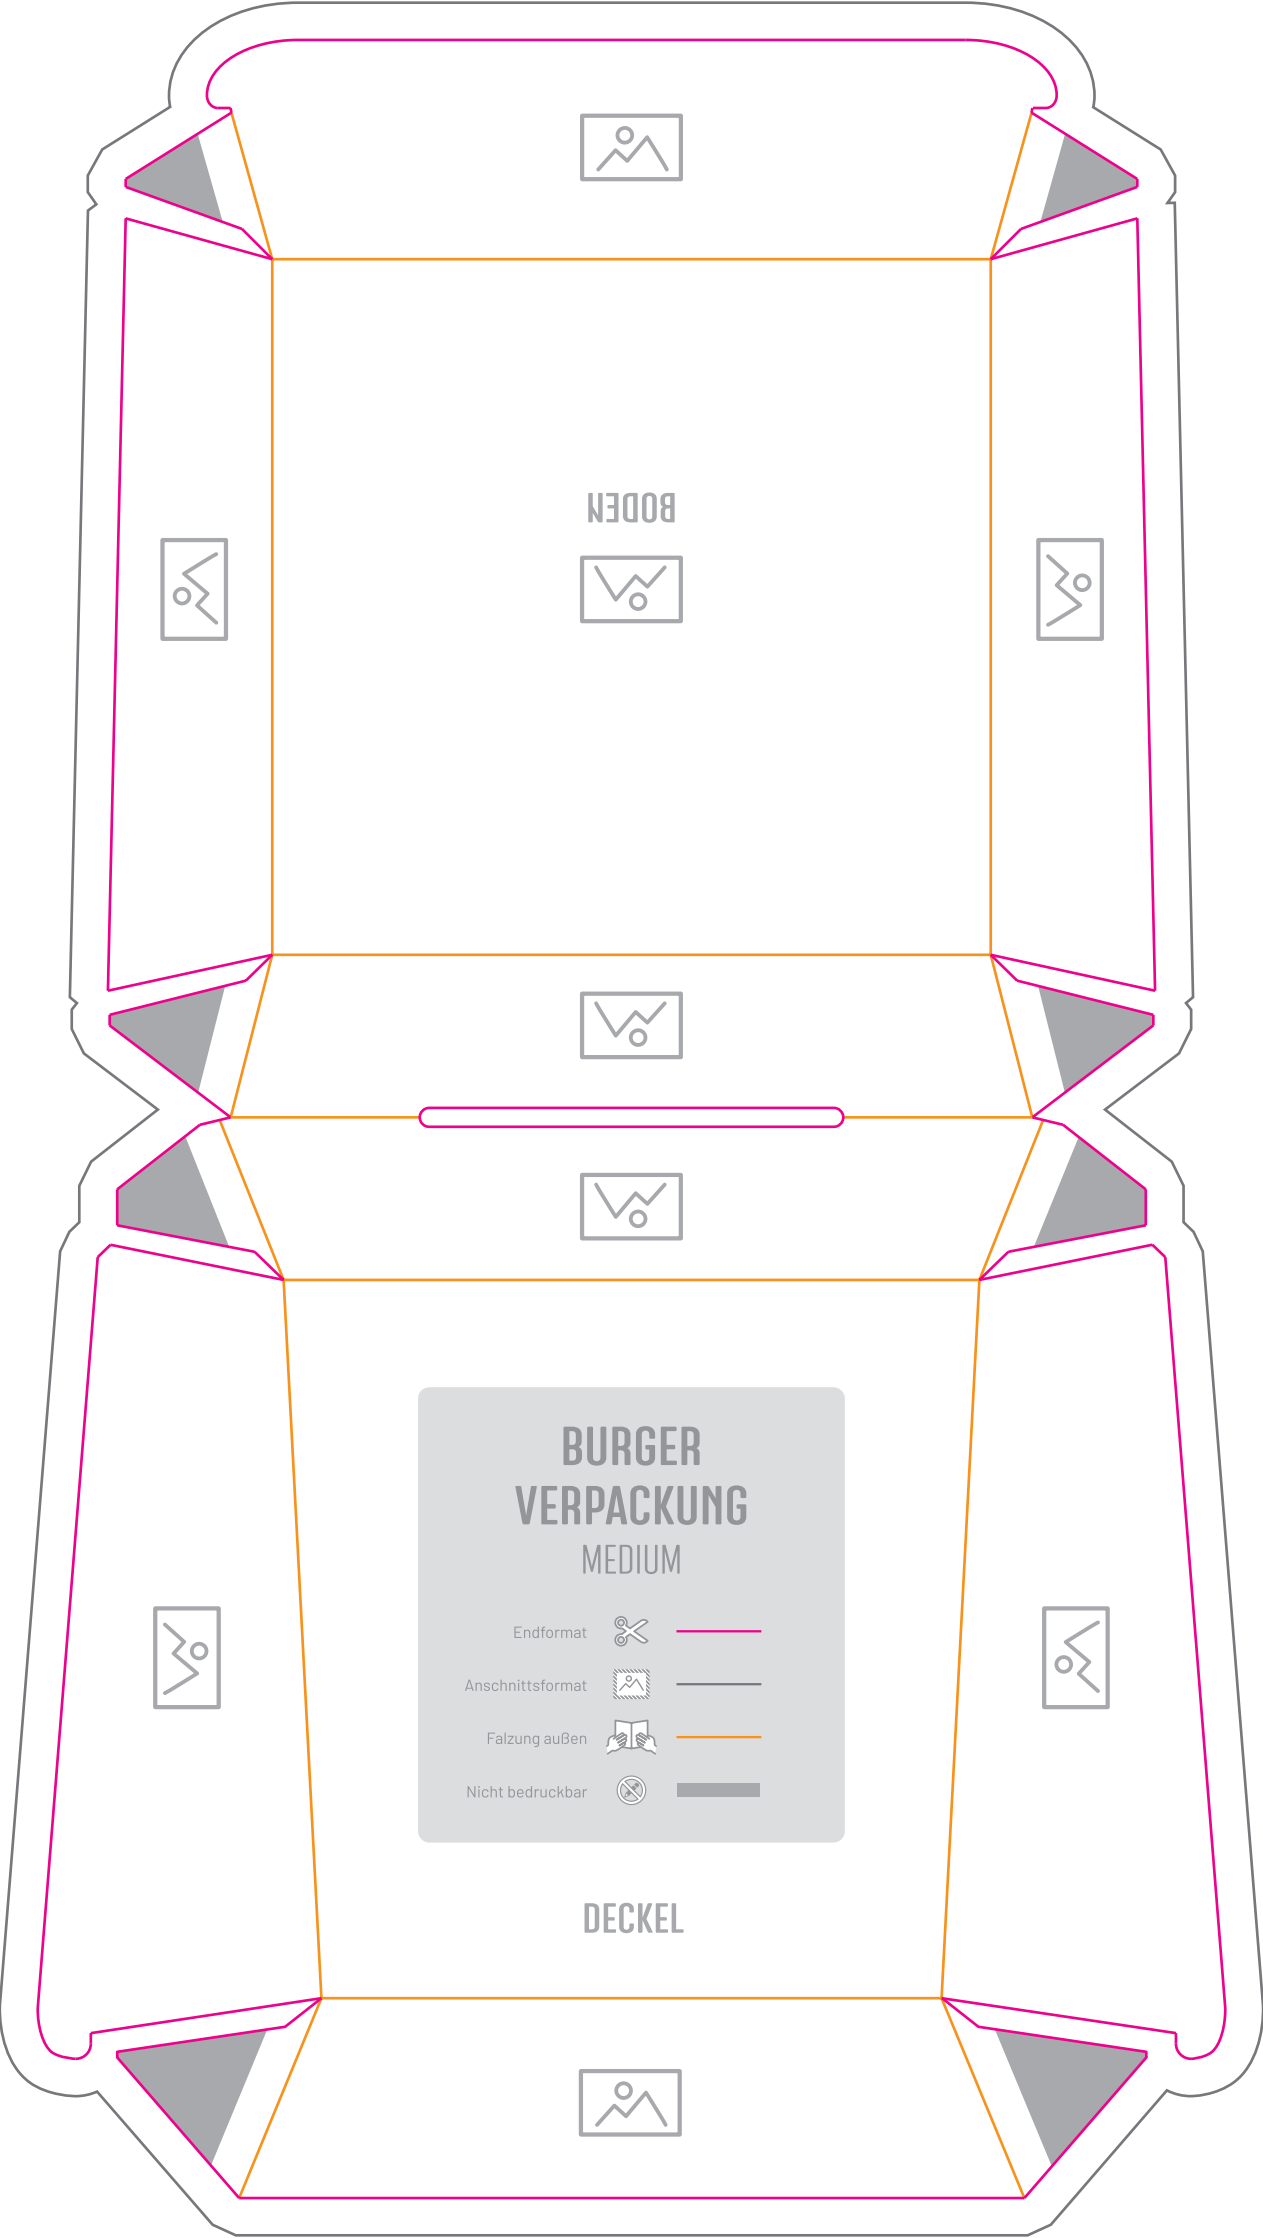 BODEN
BURGER
VERPACKUNG
MEDIUM
Endformat
Anschnittsformat
Falzung außen
Nicht bedruckbar
DECKEL